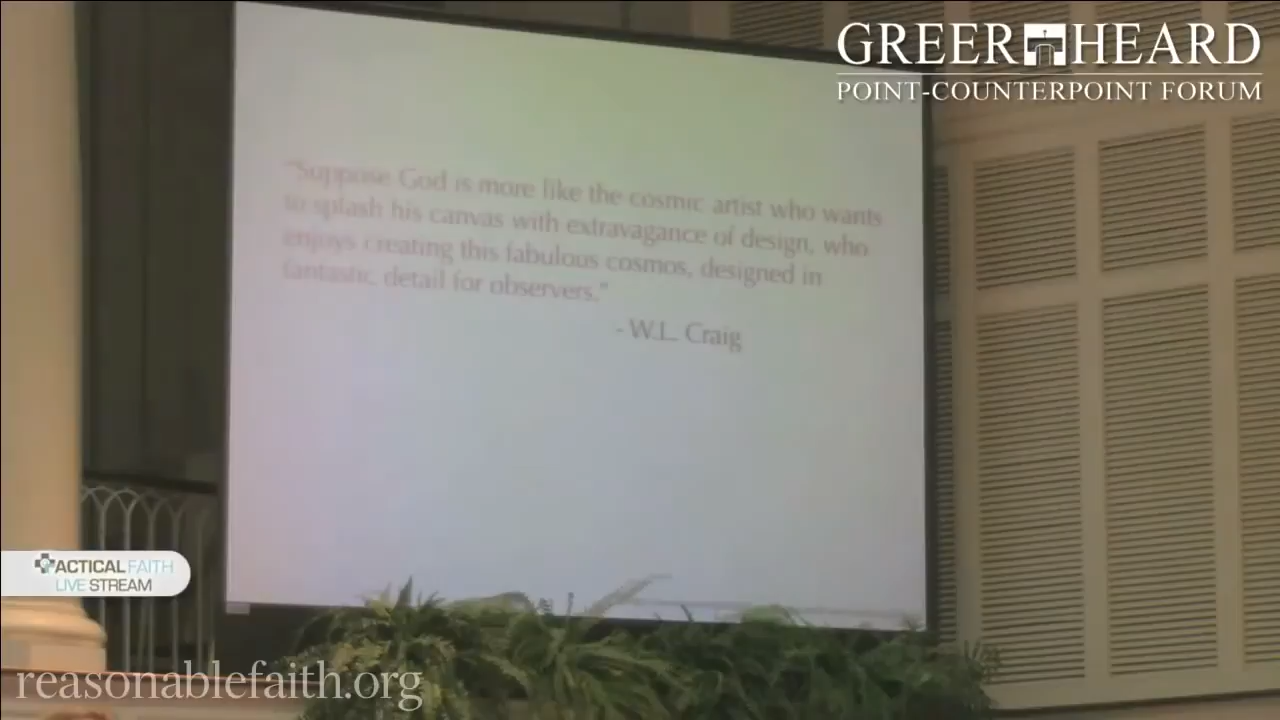 GREER HEARD
POINT-COUNTERPOINT FORUM
"Suppose God is more like the cosmic artist who wants
to splash his canvas with extravagance of design, who
enjoys creating this fabulous cosmos, designed in
fantastic detail for observers."
- W.L. Craig
TACTICAL FAITH
LIVE STREAM
reasonablefaith.org